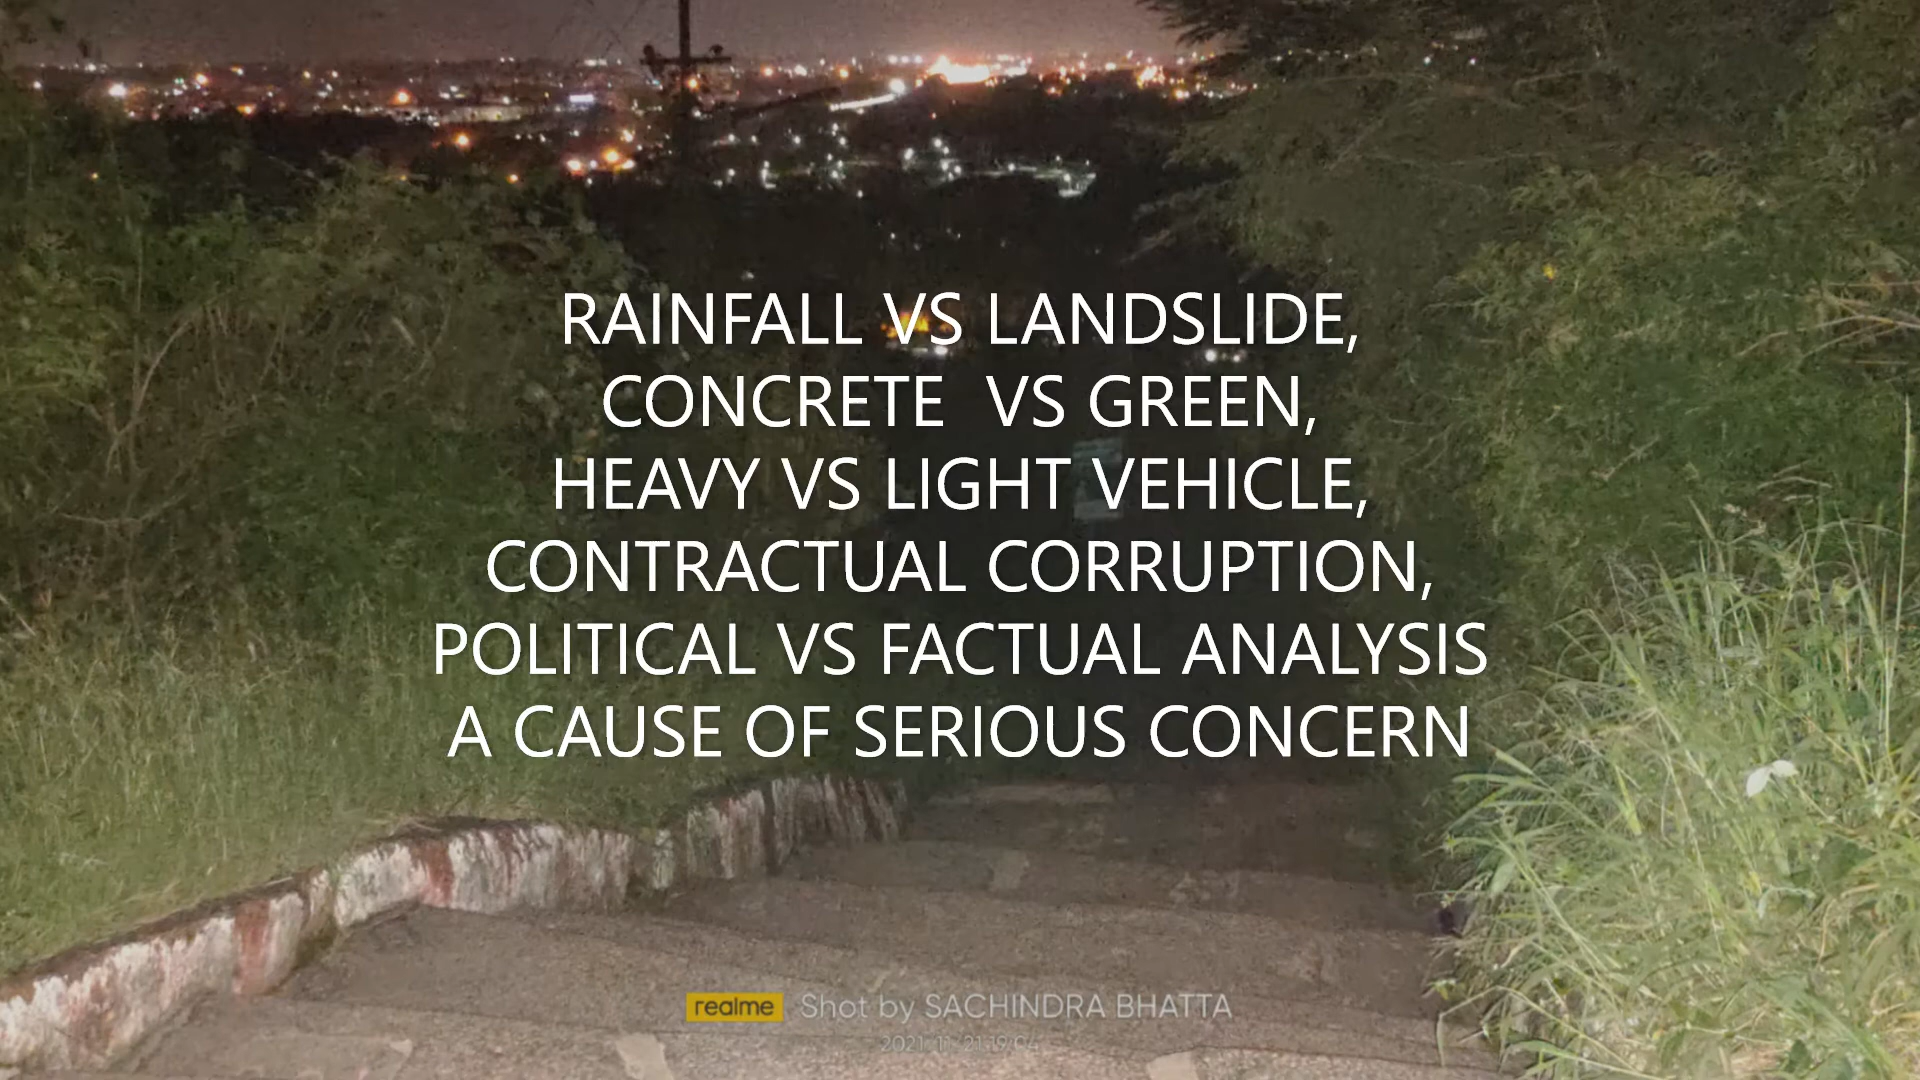 RAINFALL VS LANDSLIDE,
CONCRETE  VS GREEN,
HEAVY VS LIGHT VEHICLE,
CONTRACTUAL CORRUPTION,
POLITICAL VS FACTUAL ANALYSIS
A CAUSE OF SERIOUS CONCERN
realme Shot by SACHINDRA BHATTA